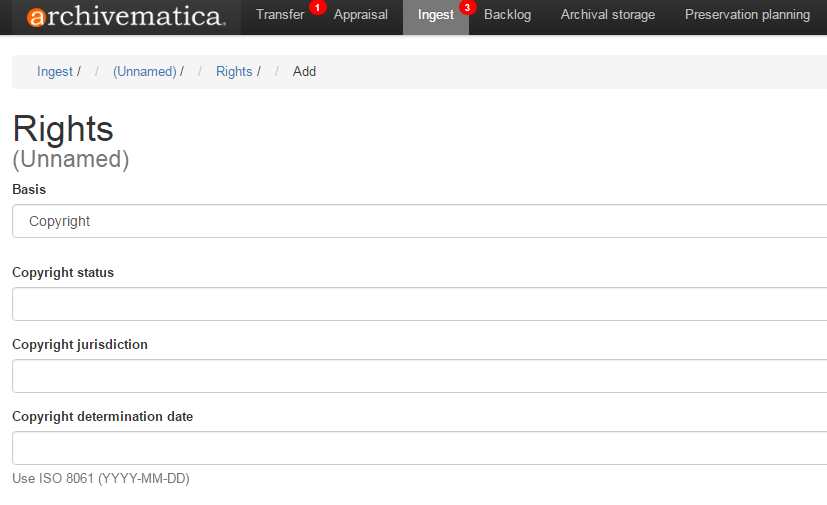 archivematica. Transfer 1 Appraisal Ingest 3 Backlog Archival storage Preservation planning
Ingest / / (Unnamed) / / Rights / / Add
Rights
(Unnamed)
Basis
Copyright
Copyright status
Copyright jurisdiction
Copyright determination date
Use ISO 8061 (YYYY-MM-DD)